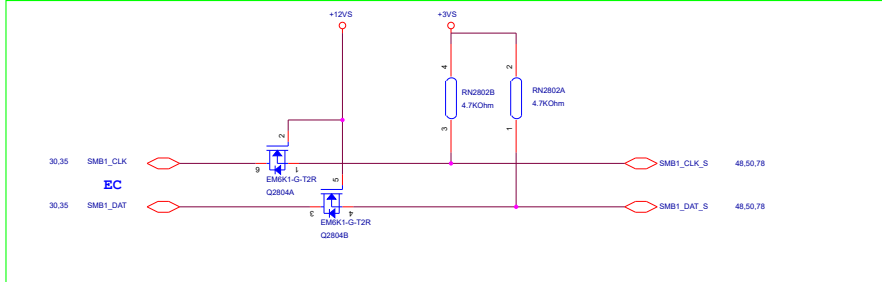 +12VS
+3VS
4
2
RN2802B
4.7KOhm
RN2802A
4.7KOhm
3
1
2
30,35
SMB1_CLK
6
1
SMB1_CLK_S
48,50,78
EM6K1-G-T2R
Q2804A
EC
5
30,35
SMB1_DAT
3
4
SMB1_DAT_S
48,50,78
EM6K1-G-T2R
Q2804B